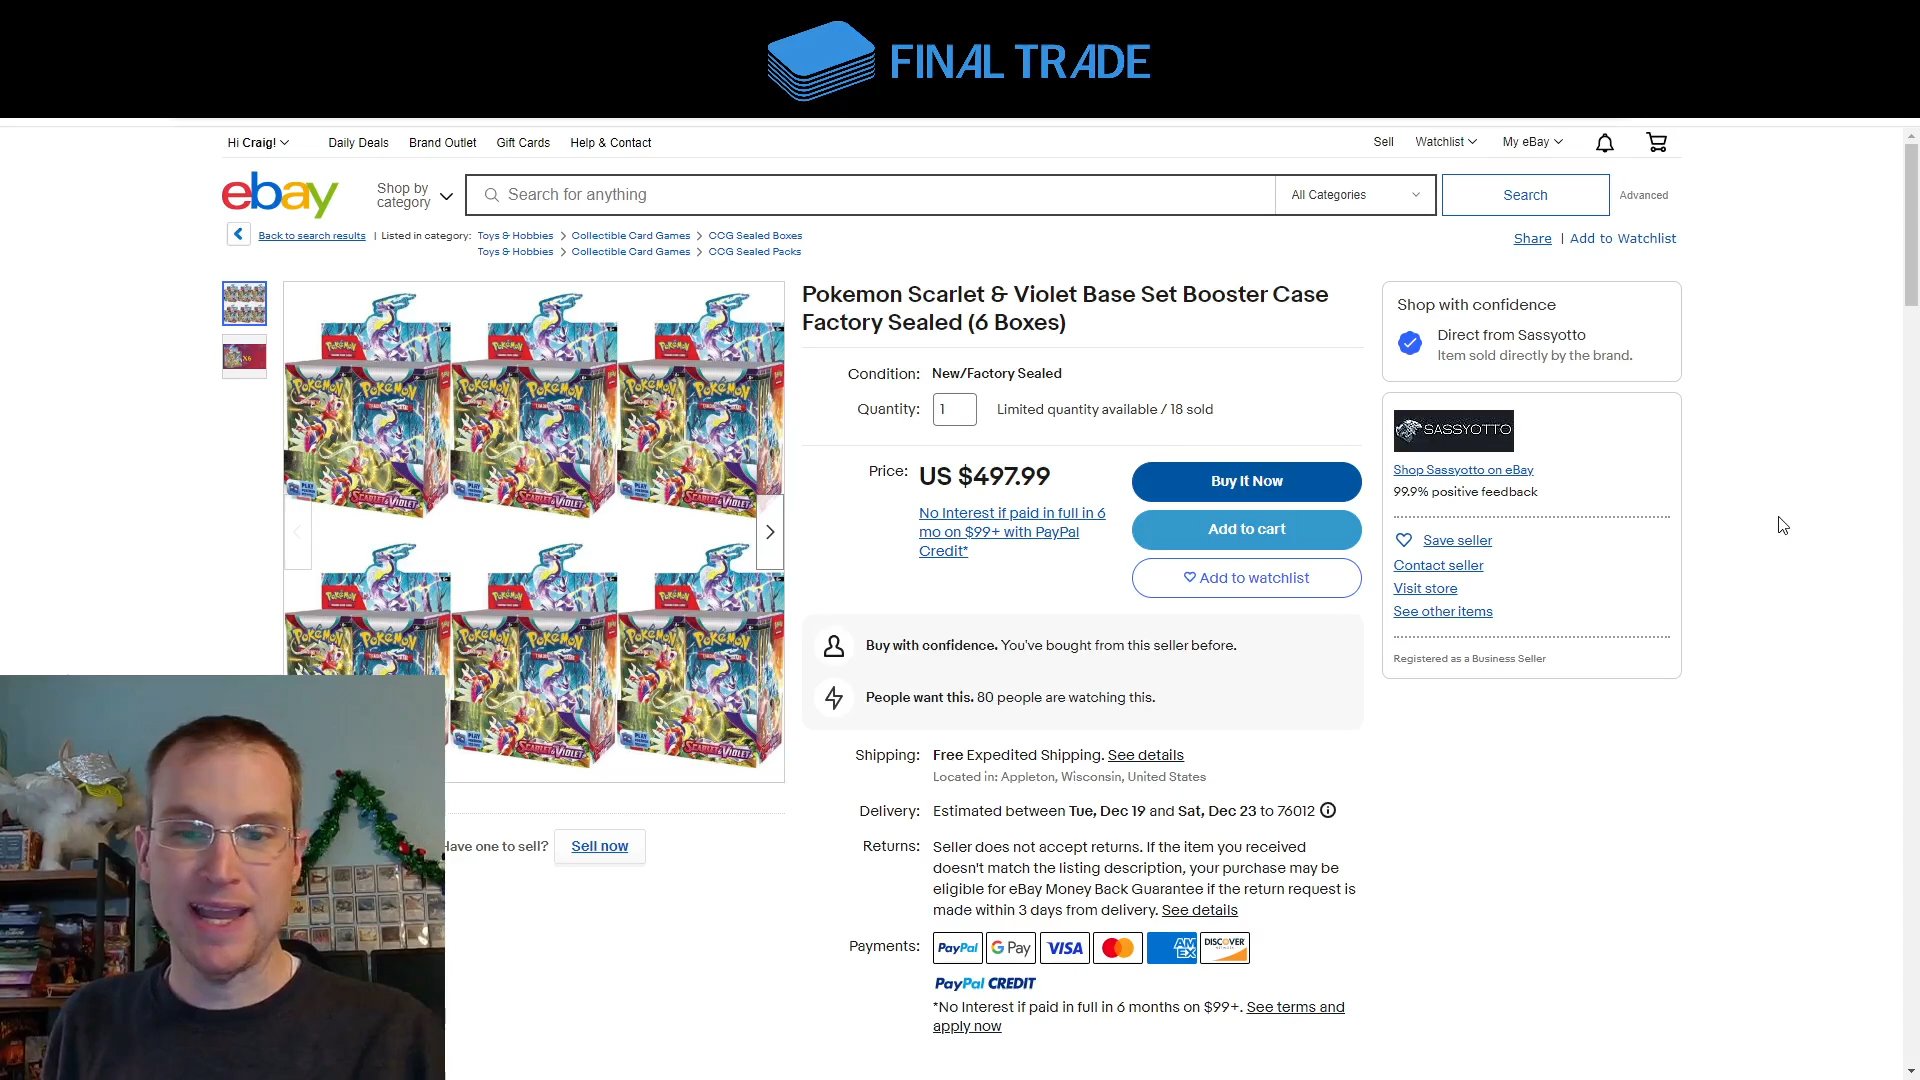 FINAL TRADE
Hi Craig!
Daily Deals
Brand Outlet
Gift Cards
Help & Contact
Sell
Watchlist
My eBay
ebay
Shop by
category
Search for anything
All Categories
Search
Advanced
Back to search results | Listed in category:
Toys & Hobbies > Collectible Card Games > CCG Sealed Boxes
Toys & Hobbies > Collectible Card Games > CCG Sealed Packs
Share | Add to Watchlist
Pokemon Scarlet & Violet Base Set Booster Case
Factory Sealed (6 Boxes)
Condition: New/Factory Sealed
Quantity: 1 Limited quantity available / 18 sold
Price: US $497.99
No Interest if paid in full in 6
mo on $99+ with PayPal
Credit*
Buy It Now
Add to cart
Add to watchlist
Buy with confidence. You've bought from this seller before.
People want this. 80 people are watching this.
Shipping: Free Expedited Shipping. See details
Located in: Appleton, Wisconsin, United States
Delivery: Estimated between Tue, Dec 19 and Sat, Dec 23 to 76012
Returns: Seller does not accept returns. If the item you received
doesn't match the listing description, your purchase may be
eligible for eBay Money Back Guarantee if the return request is
made within 3 days from delivery. See details
Payments: PayPal G Pay VISA AMEX DISCOVER
PayPal CREDIT
*No Interest if paid in full in 6 months on $99+. See terms and
apply now
Shop with confidence
Direct from Sassyotto
Item sold directly by the brand.
SASSYOTTO
Shop Sassyotto on eBay
99.9% positive feedback
Save seller
Contact seller
Visit store
See other items
Registered as a Business Seller
Have one to sell? Sell now
POKÉMON
SCARLET & VIOLET